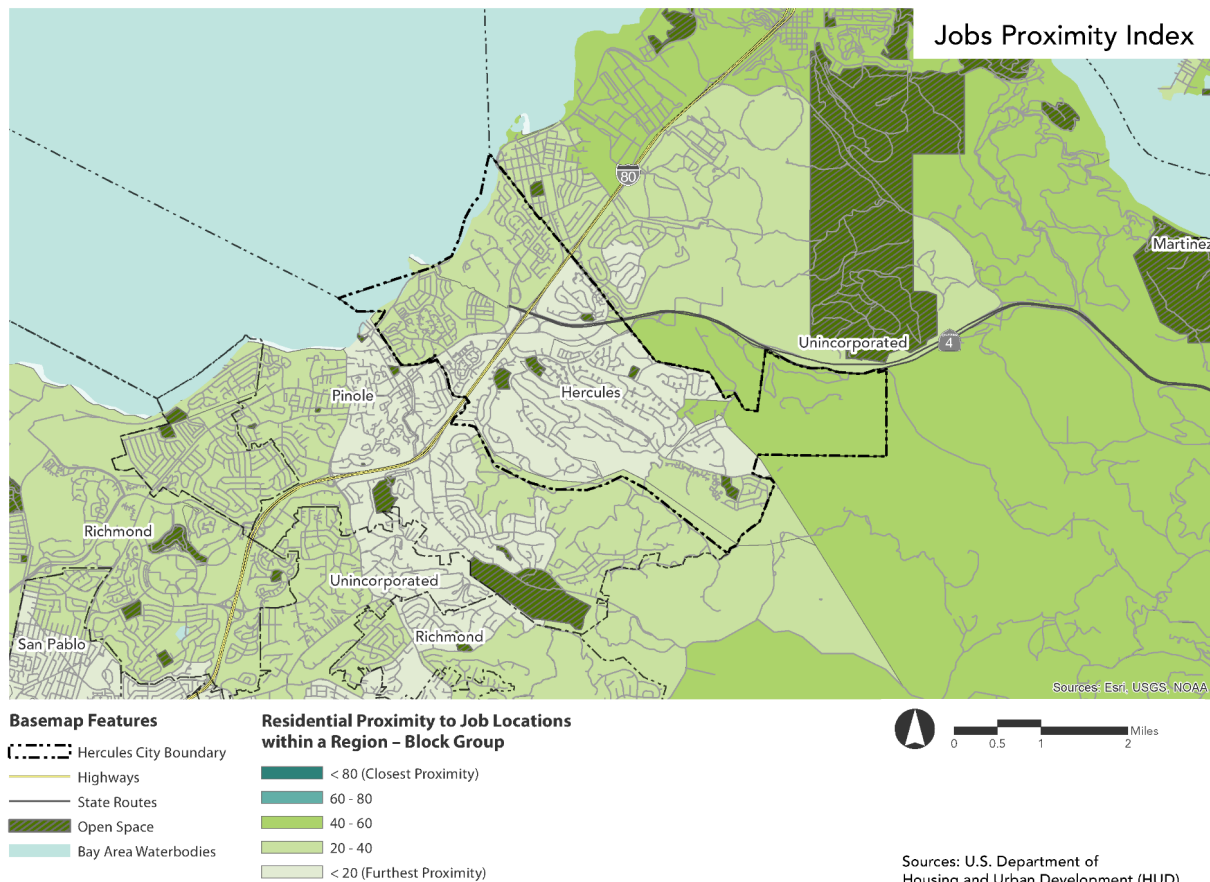 Jobs Proximity Index
80
Martinez
Unincorporated
4
Pinole
Hercules
Richmond
Unincorporated
Richmond
San Pablo
Sources: Esri, USGS, NOAA
Basemap Features
Hercules City Boundary
Highways
State Routes
Open Space
Bay Area Waterbodies
Residential Proximity to Job Locations
within a Region – Block Group
< 80 (Closest Proximity)
60 - 80
40 - 60
20 - 40
< 20 (Furthest Proximity)
0 0.5 1 2 Miles
Sources: U.S. Department of
Housing and Urban Development (HUD)